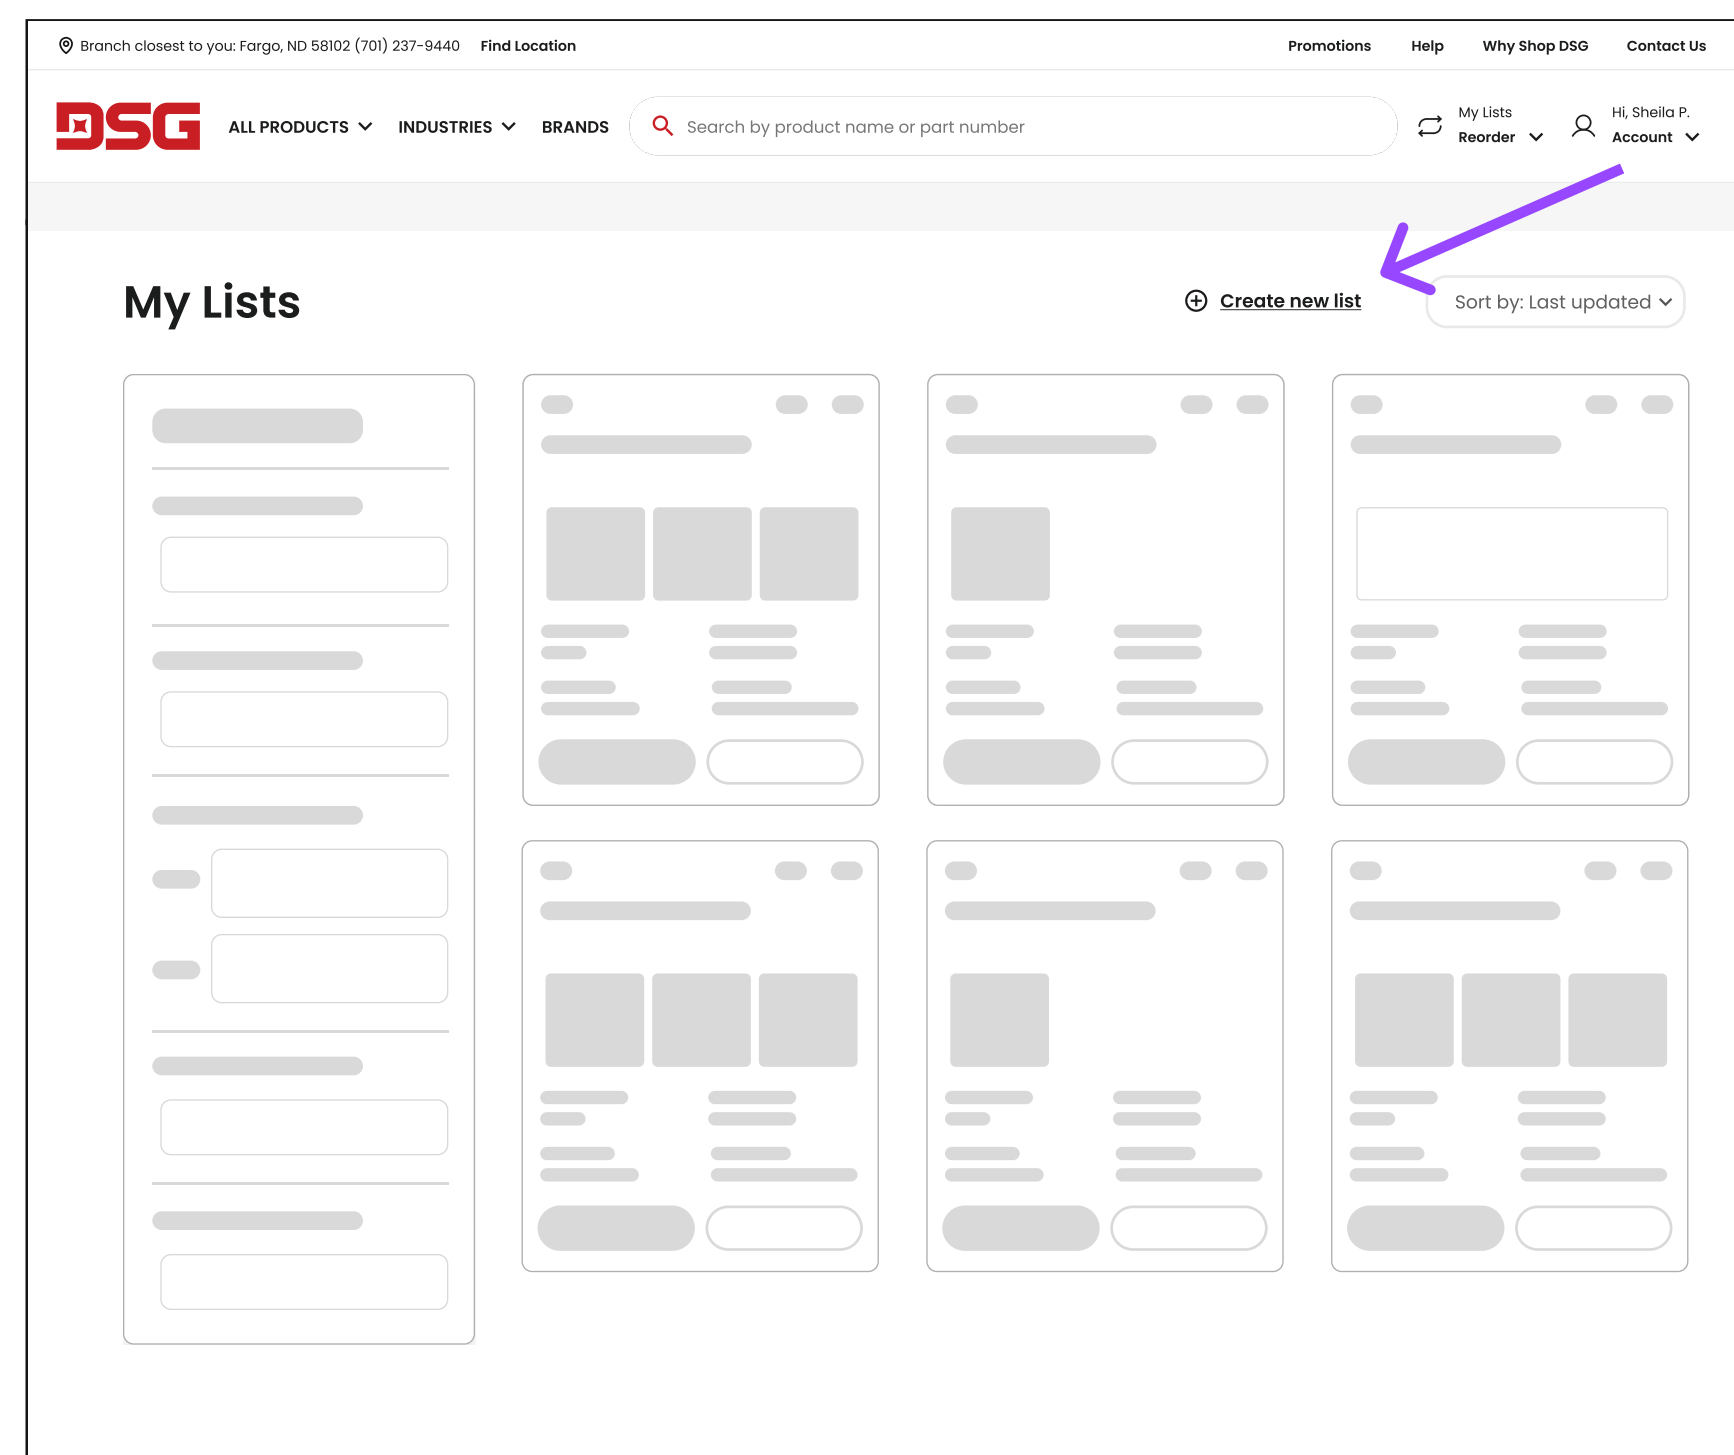 Branch closest to you: Fargo, ND 58102 (701) 237-9440 Find Location Promotions Help Why Shop DSG Contact Us
DSG ALL PRODUCTS INDUSTRIES BRANDS Search by product name or part number
My Lists
Reorder
Hi, Sheila P.
Account
My Lists Create new list Sort by: Last updated